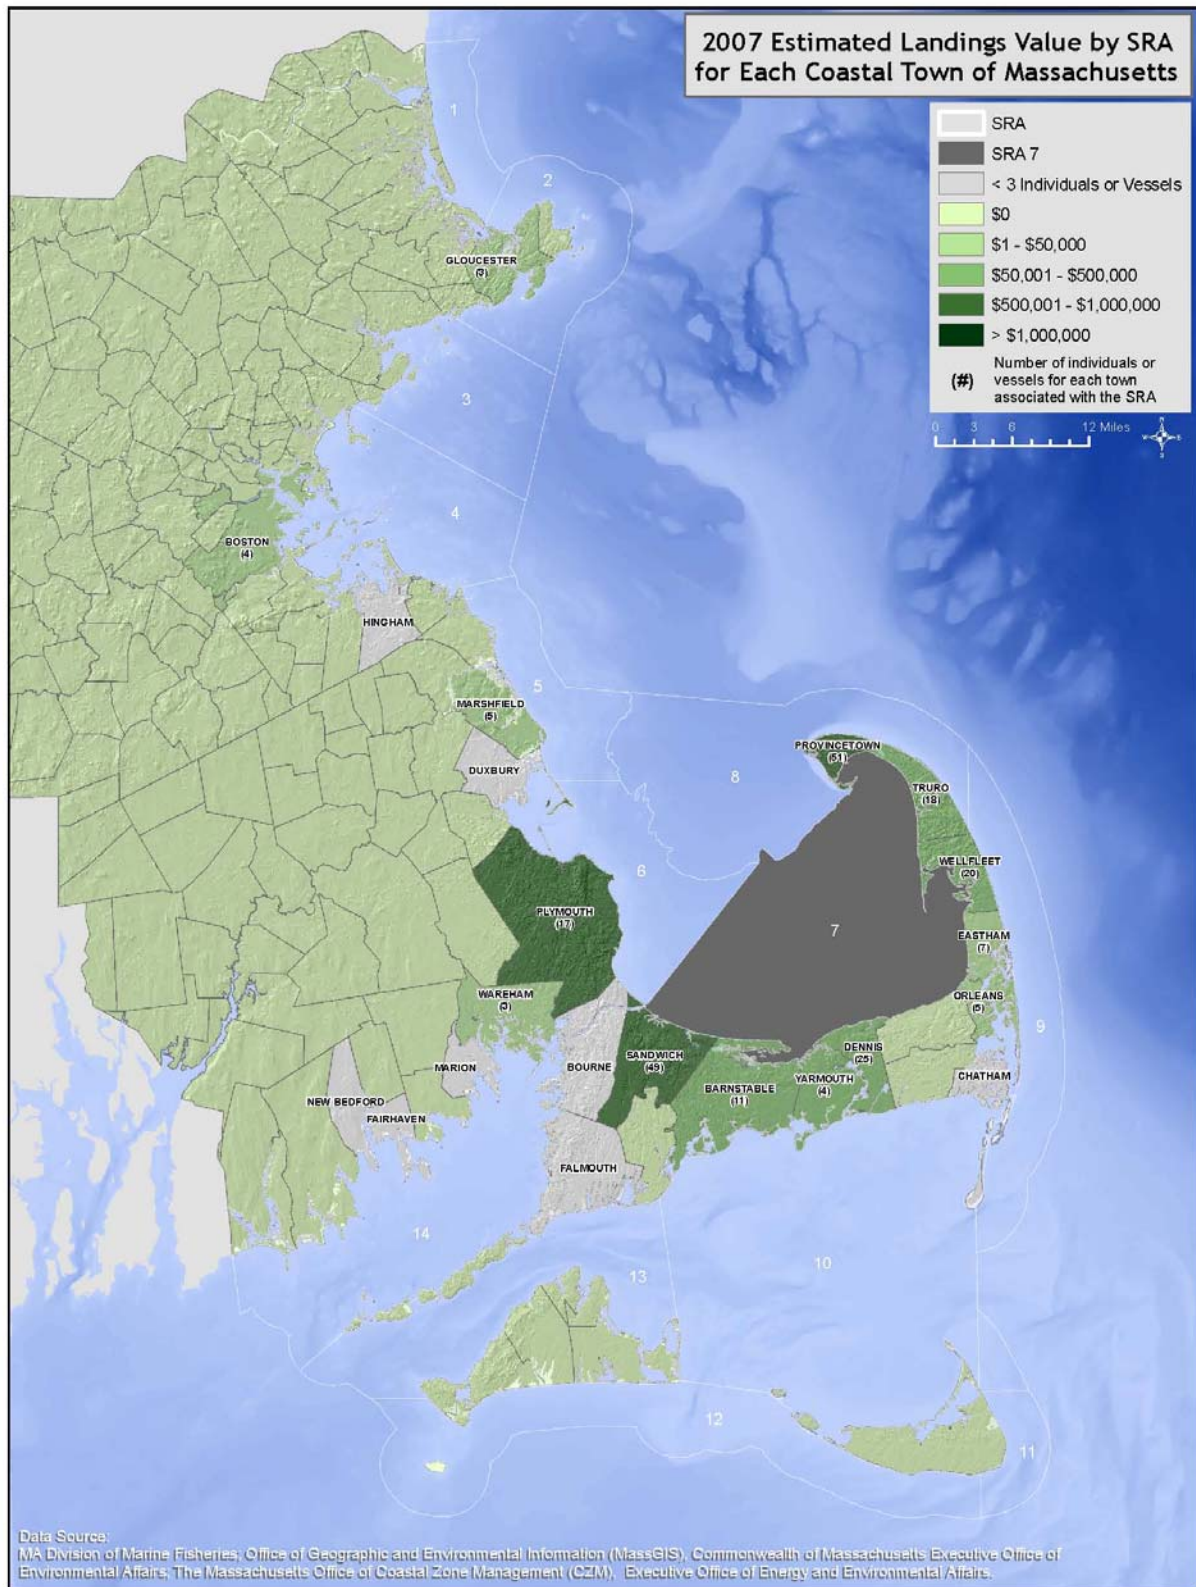 2007 Estimated Landings Value by SRA
for Each Coastal Town of Massachusetts
SRA
SRA 7
< 3 Individuals or Vessels
$0
$1 - $50,000
$50,001 - $500,000
$500,001 - $1,000,000
> $1,000,000
(#)
Number of individuals or
vessels for each town
associated with the SRA
0 3 6 12 Miles
N
W E
S
1
2
GLOUCESTER
(3)
3
4
BOSTON
(4)
HINGHAM
5
MARSHFIELD
(5)
DUXBURY
8
PROVINCETOWN
(51)
TRURO
(18)
6
WELLFLEET
(20)
PLYMOUTH
(17)
7
EASTHAM
(7)
WAREHAM
(3)
ORLEANS
(5)
9
MARION
BOURNE
SANDWICH
(49)
DENNIS
(25)
YARMOUTH
(4)
BARNSTABLE
(11)
CHATHAM
NEW BEDFORD
FAIRHAVEN
FALMOUTH
14
13
10
12
11
Data Source:
MA Division of Marine Fisheries, Office of Geographic and Environmental Information (MassGIS), Commonwealth of Massachusetts Executive Office of
Environmental Affairs, The Massachusetts Office of Coastal Zone Management (CZM), Executive Office of Energy and Environmental Affairs.